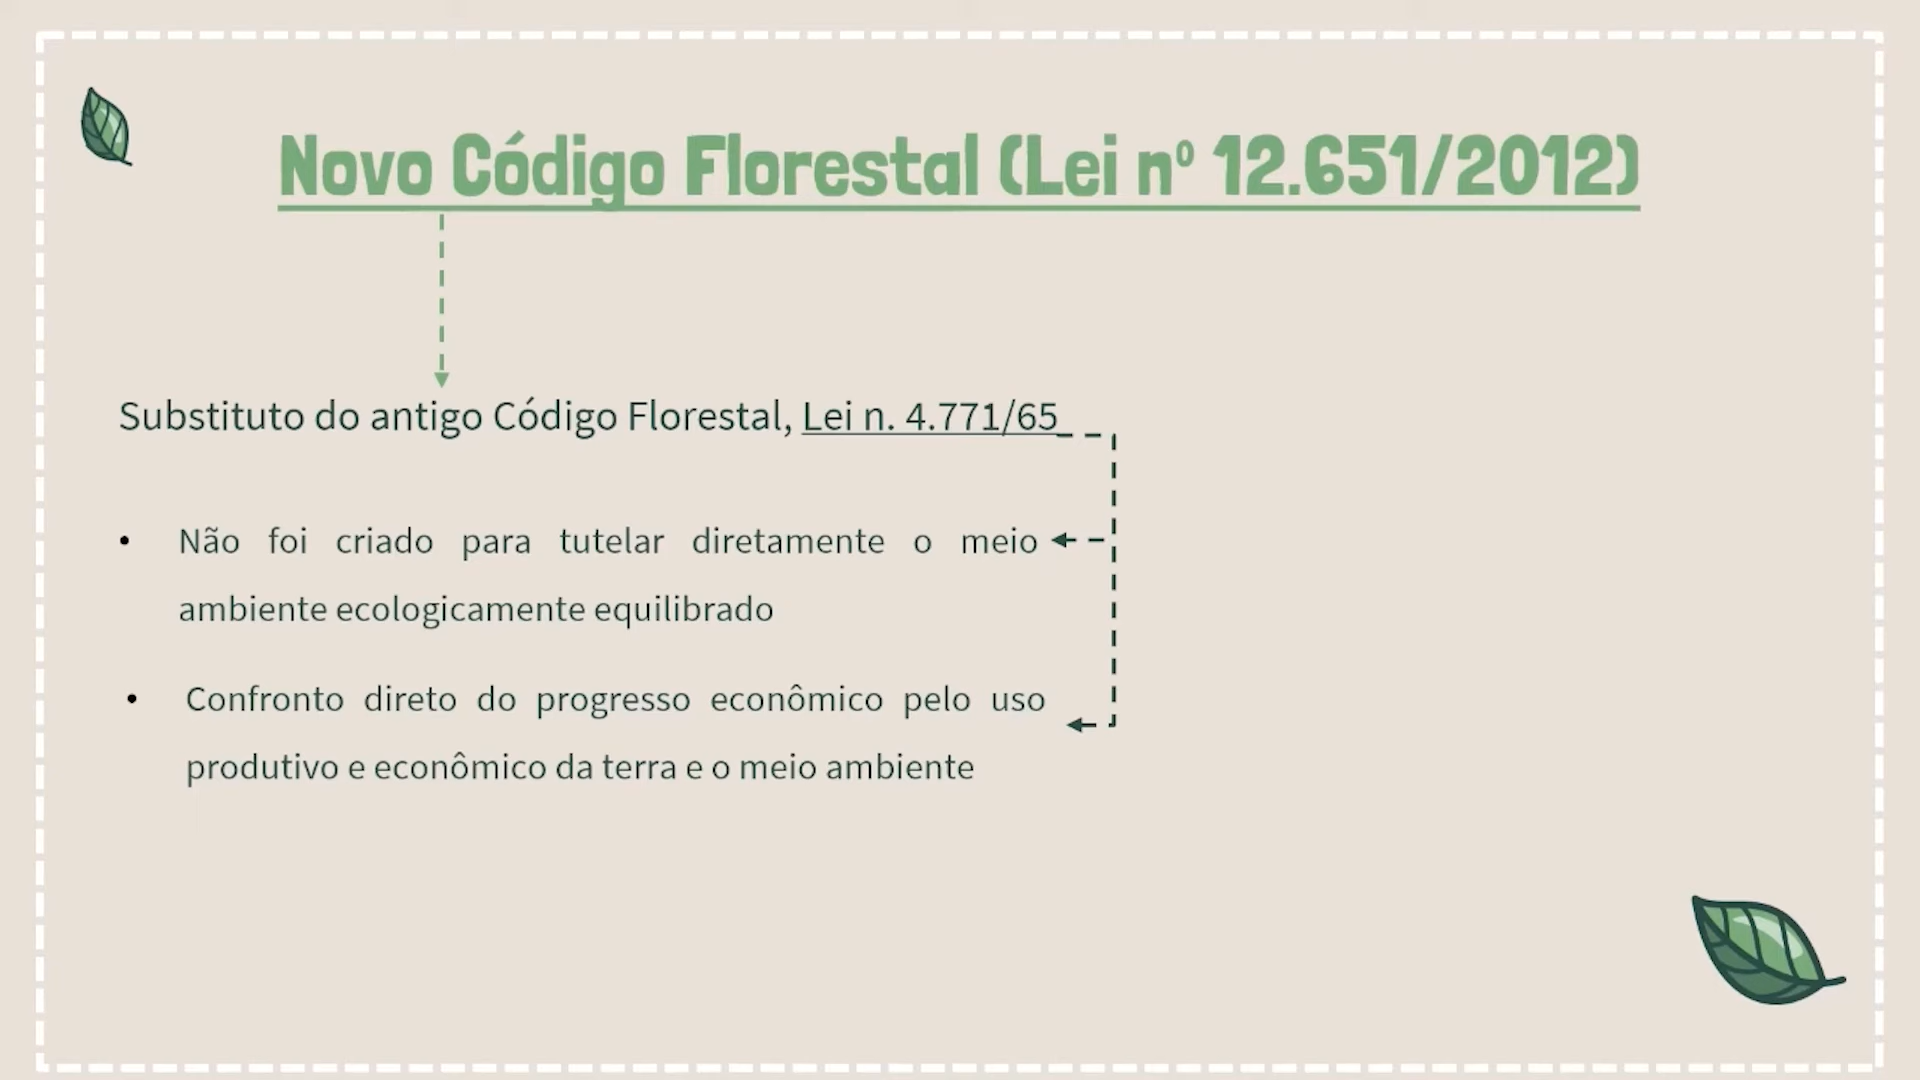 Novo Código Florestal (Lei nº 12.651/2012)
Substituto do antigo Código Florestal, Lei n. 4.771/65
• Não foi criado para tutelar diretamente o meio
ambiente ecologicamente equilibrado
• Confronto direto do progresso econômico pelo uso
produtivo e econômico da terra e o meio ambiente